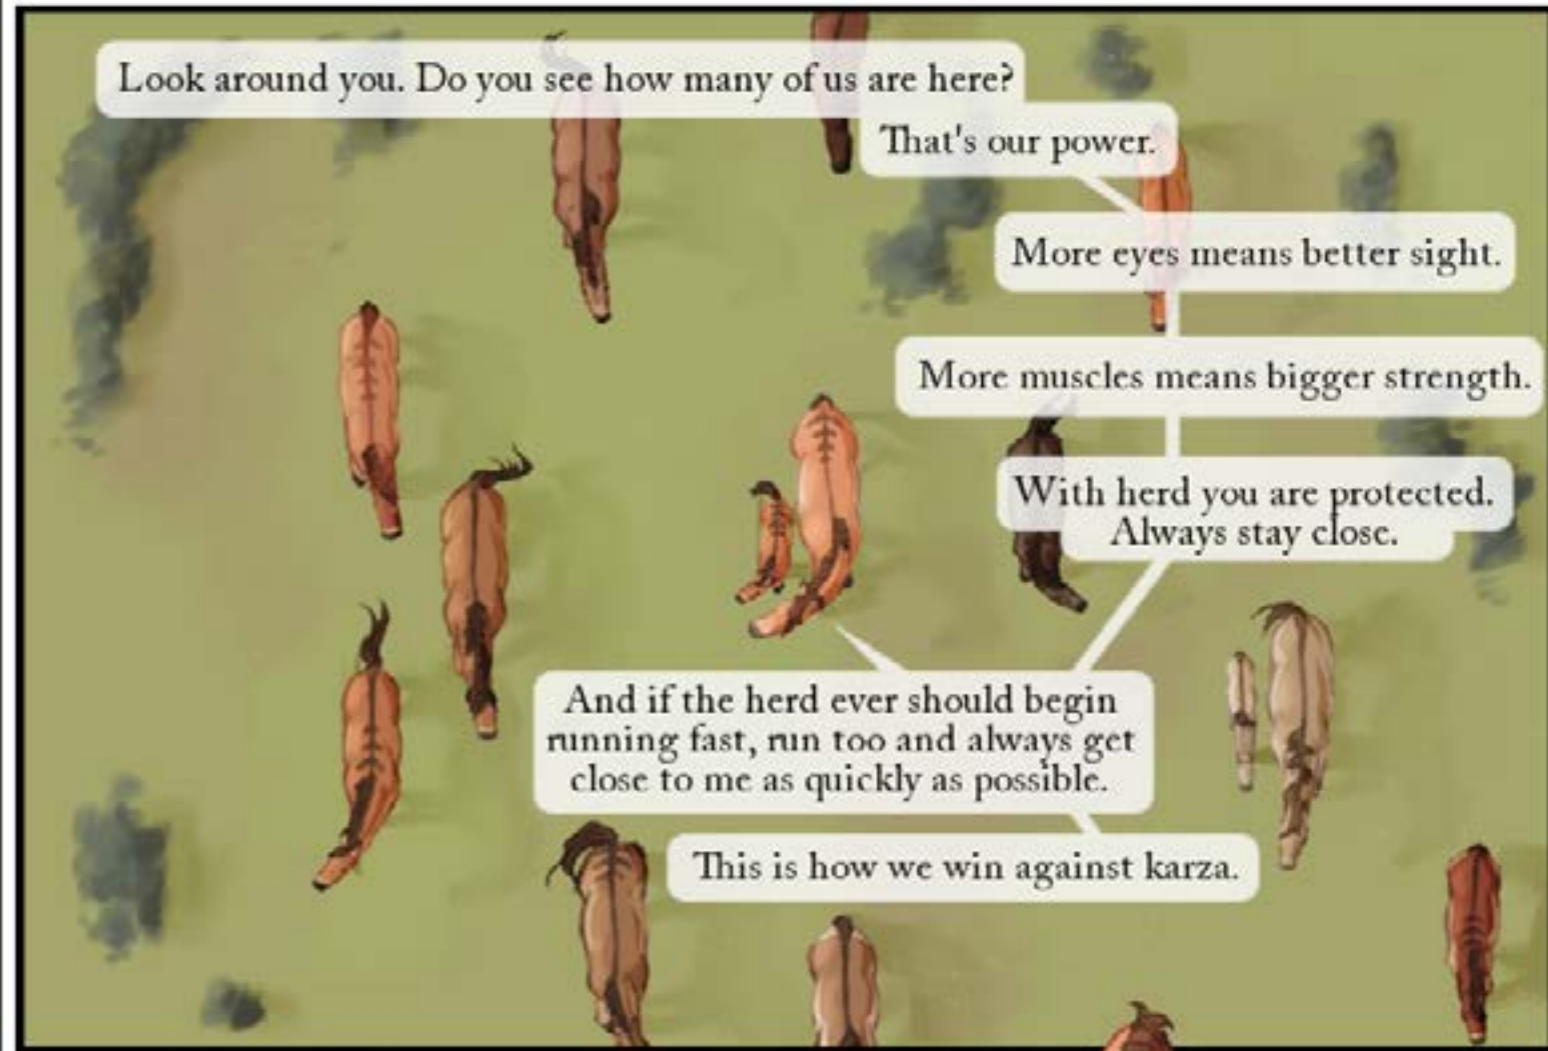 Look around you. Do you see how many of us are here?
That's our power.
More eyes means better sight.
More muscles means bigger strength.
With herd you are protected.
Always stay close.
And if the herd ever should begin
running fast, run too and always get
close to me as quickly as possible.
This is how we win against karza.